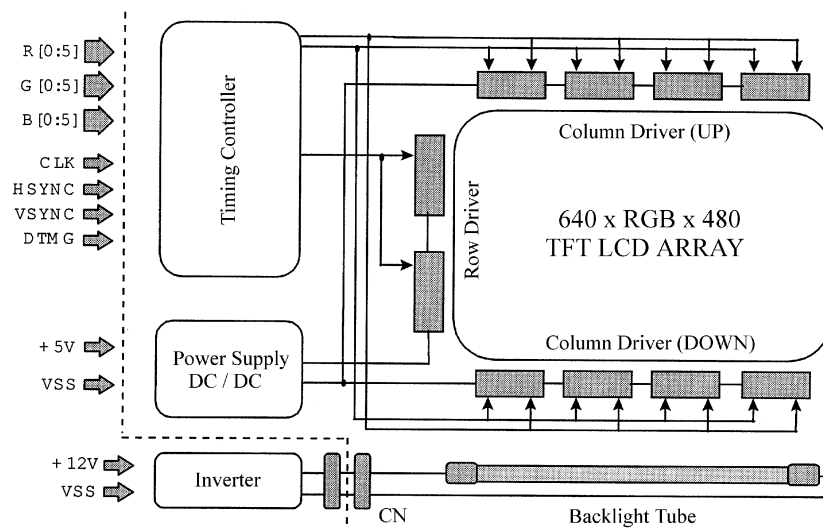 R[0:5]
G[0:5]
B[0:5]
CLK
HSYNC
VSYNC
DTMG
+5V
VSS
+12V
VSS
Timing Controller
Power Supply
DC / DC
Inverter
CN
Column Driver (UP)
Row Driver
640 x RGB x 480
TFT LCD ARRAY
Column Driver (DOWN)
Backlight Tube